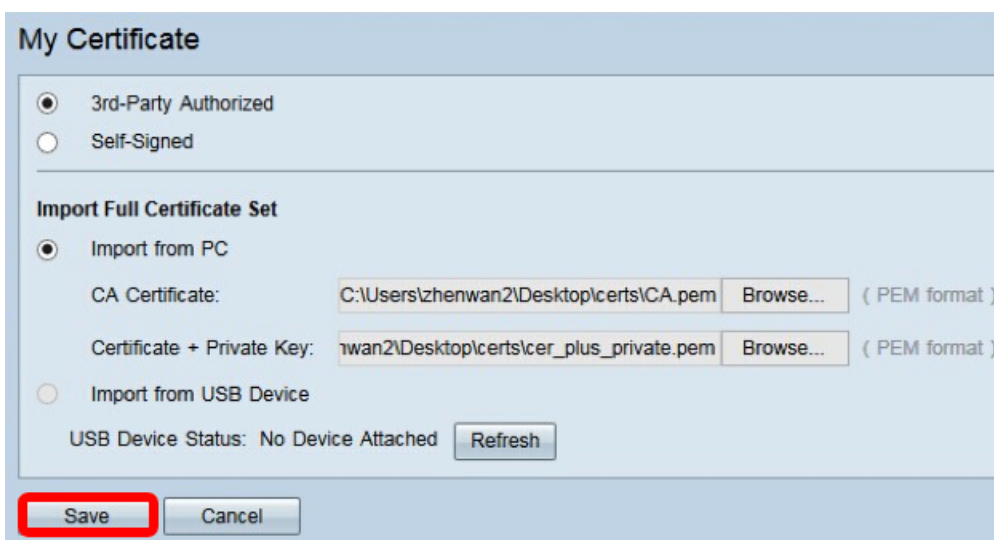 My Certificate
3rd-Party Authorized
Self-Signed
Import Full Certificate Set
Import from PC
CA Certificate: C:\Users\zhenwan2\Desktop\certs\CA.pem Browse... ( PEM format )
Certificate + Private Key: nwan2\Desktop\certs\cer_plus_private.pem Browse... ( PEM format )
Import from USB Device
USB Device Status: No Device Attached Refresh
Save Cancel